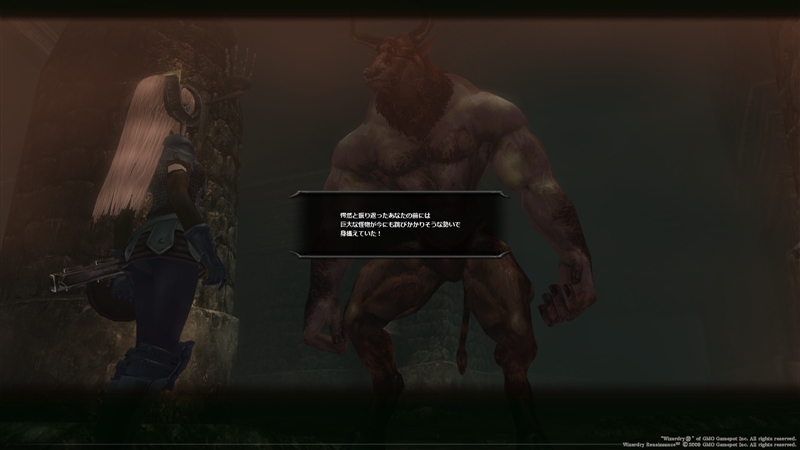 愕然と振り返ったあなたの前には
巨大な怪物が今にも跳びかかりそうな勢いで
身構えていた!
"Wizardry®" of GMO Gamepot Inc. All rights reserved.
Wizardry Renaissance™ ©2009 GMO Gamepot Inc. All rights reserved.